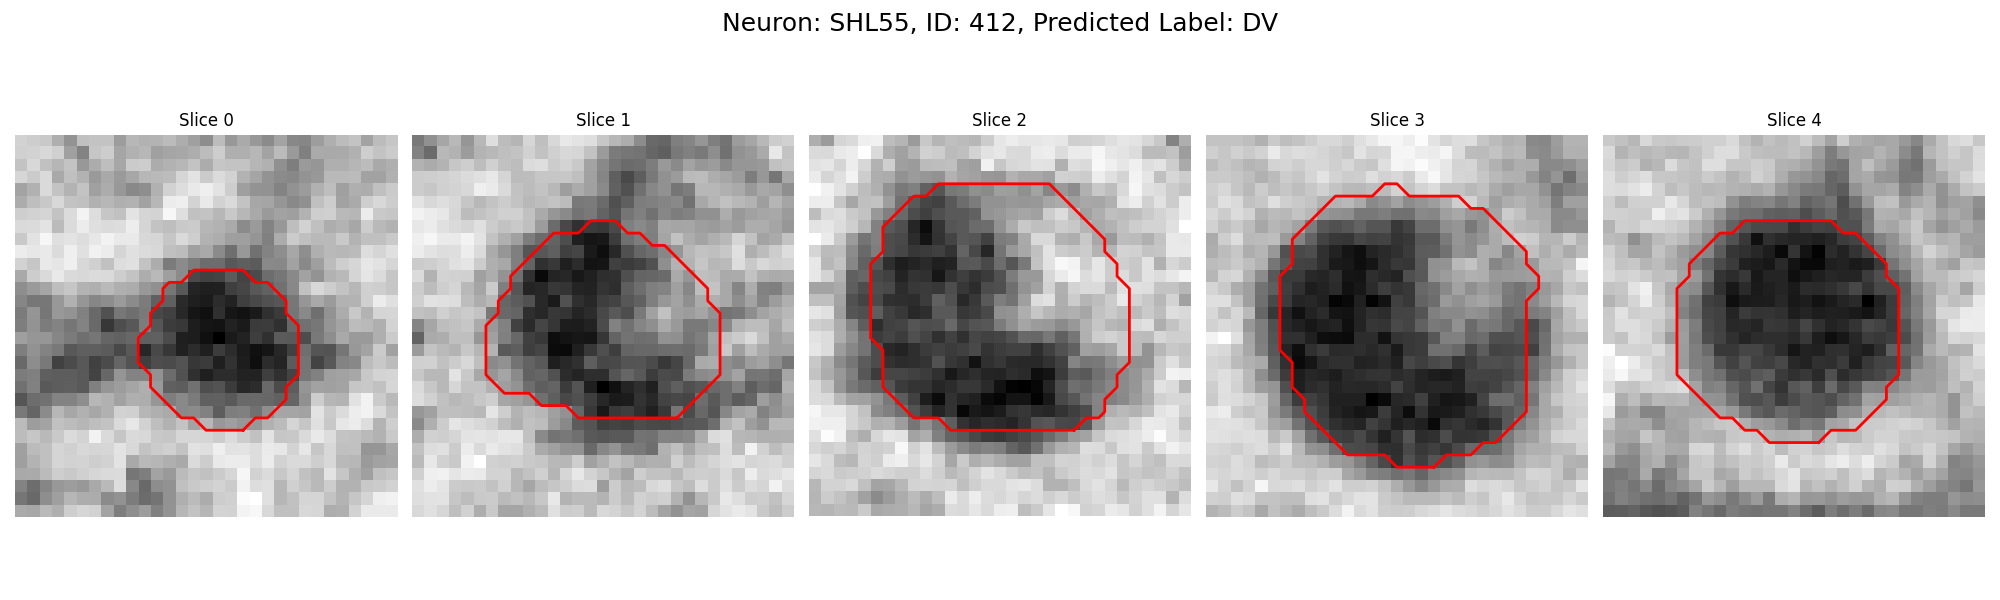 Neuron: SHL55, ID: 412, Predicted Label: DV
Slice 0
Slice 1
Slice 2
Slice 3
Slice 4